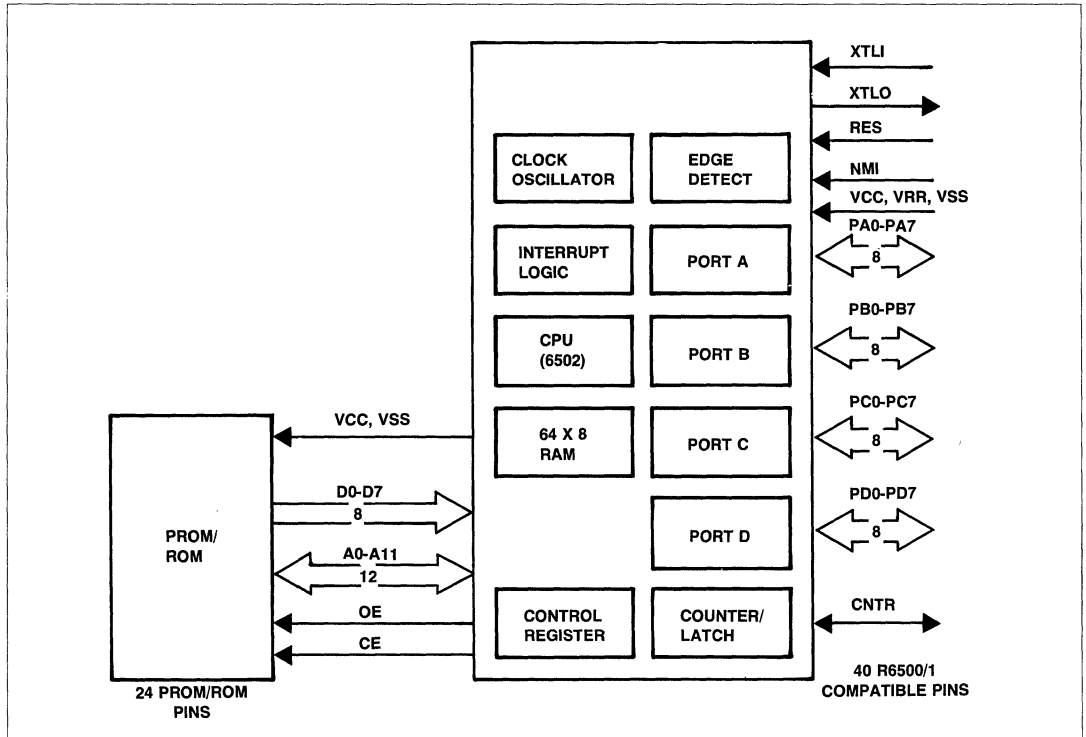 XTLI
XTLO
RES
NMI
VCC, VRR, VSS
CLOCK
OSCILLATOR
EDGE
DETECT
INTERRUPT
LOGIC
PORT A
PA0-PA7
8
CPU
(6502)
PORT B
PB0-PB7
8
64 X 8
RAM
PORT C
PC0-PC7
8
PORT D
PD0-PD7
8
CONTROL
REGISTER
COUNTER/
LATCH
CNTR
VCC, VSS
D0-D7
8
A0-A11
12
OE
CE
PROM/
ROM
24 PROM/ROM
PINS
40 R6500/1
COMPATIBLE PINS